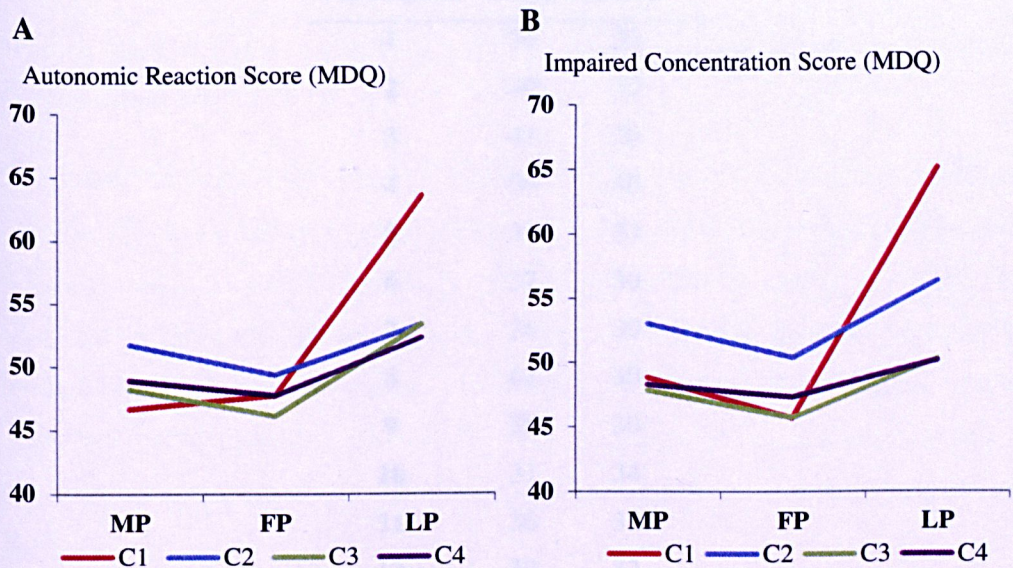 A
Autonomic Reaction Score (MDQ)
70
65
60
55
50
45
40
MP FP LP
C1 C2 C3 C4
B
Impaired Concentration Score (MDQ)
70
65
60
55
50
45
40
MP FP LP
C1 C2 C3 C4